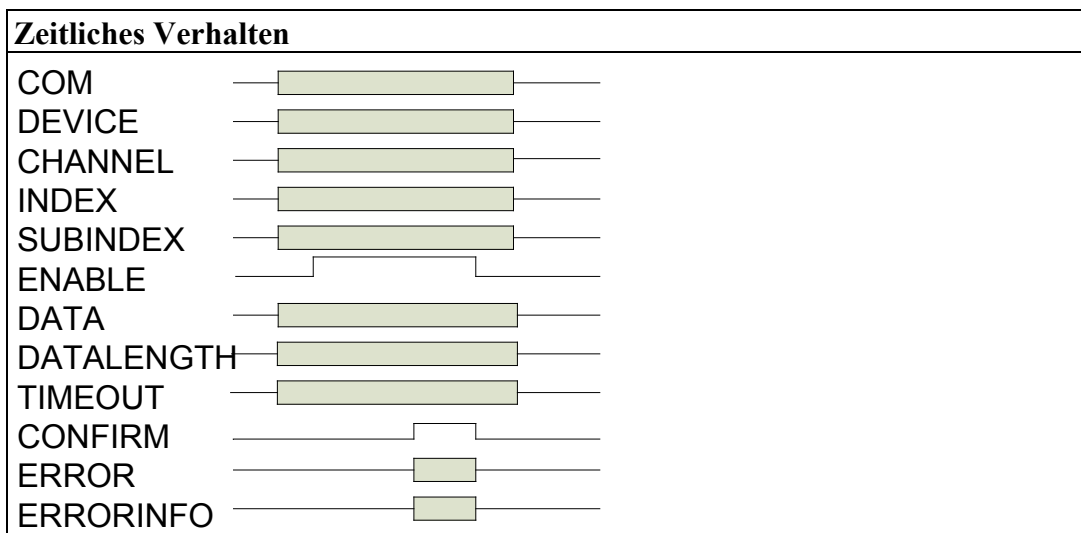 Zeitliches Verhalten
COM
DEVICE
CHANNEL
INDEX
SUBINDEX
ENABLE
DATA
DATALENGTH
TIMEOUT
CONFIRM
ERROR
ERRORINFO